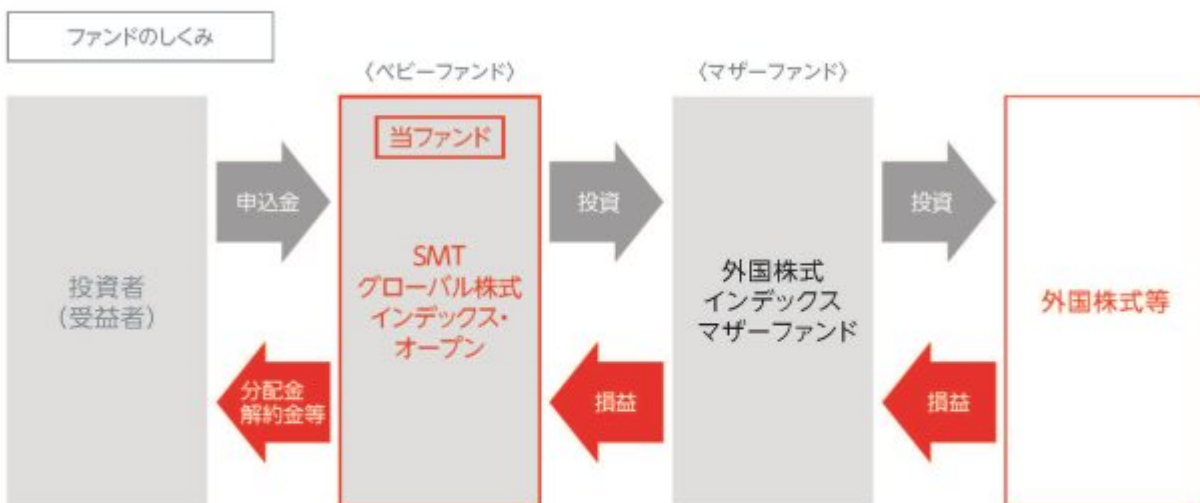 ファンドのしくみ
〈ベビーファンド〉
〈マザーファンド〉
投資者
(受益者)
申込金
分配金
解約金等
当ファンド
SMT
グローバル株式
インデックス・
オープン
投資
損益
外国株式
インデックス
マザーファンド
投資
損益
外国株式等